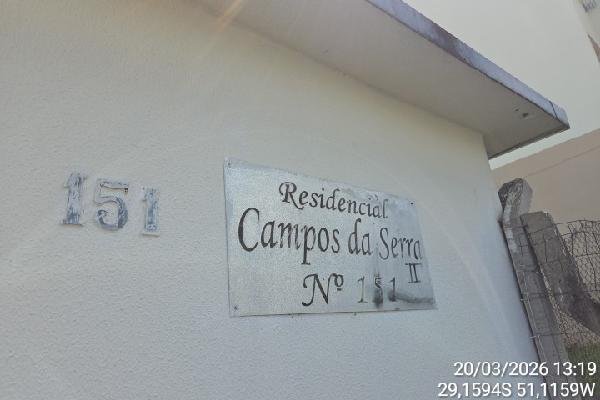 151
Residencial
Campos da Serra
II
Nº 151
20/03/2026 13:19
29,1594S 51,1159W